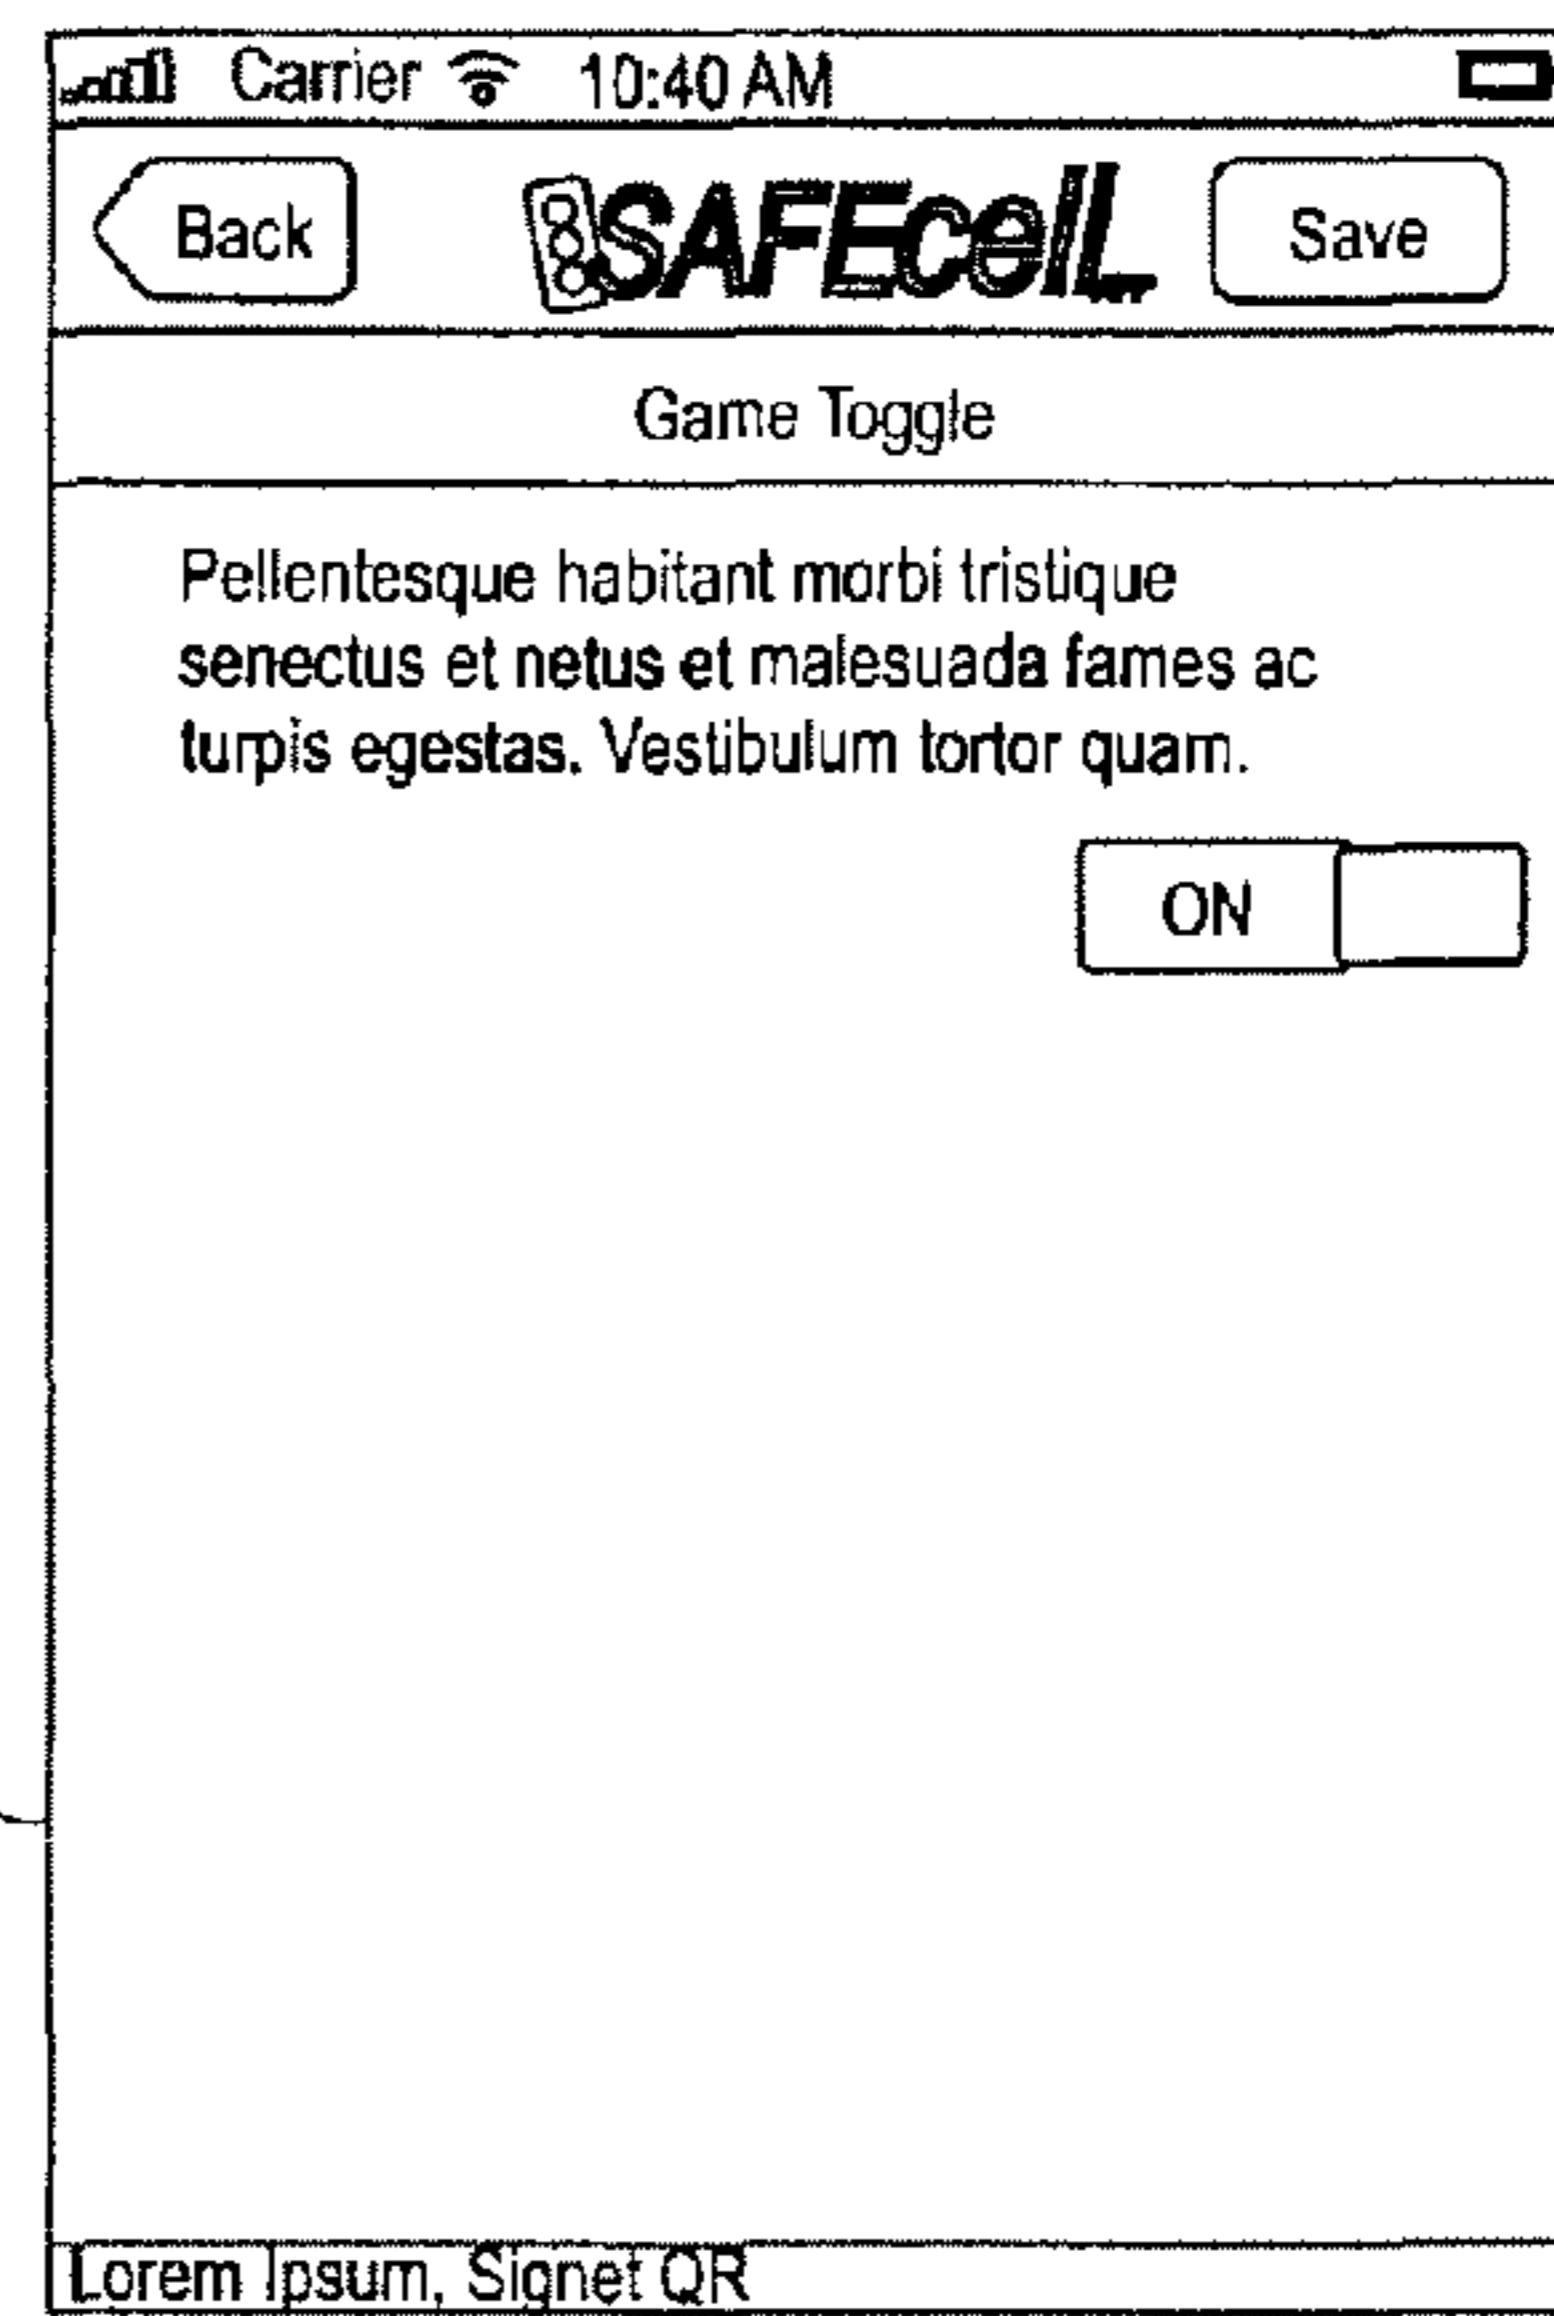 Carrier 10:40 AM
Back SAFEcell Save
Game Toggle
Pellentesque habitant morbi tristique
senectus et netus et malesuada fames ac
turpis egestas. Vestibulum tortor quam.
ON
Lorem Ipsum, Signet QR